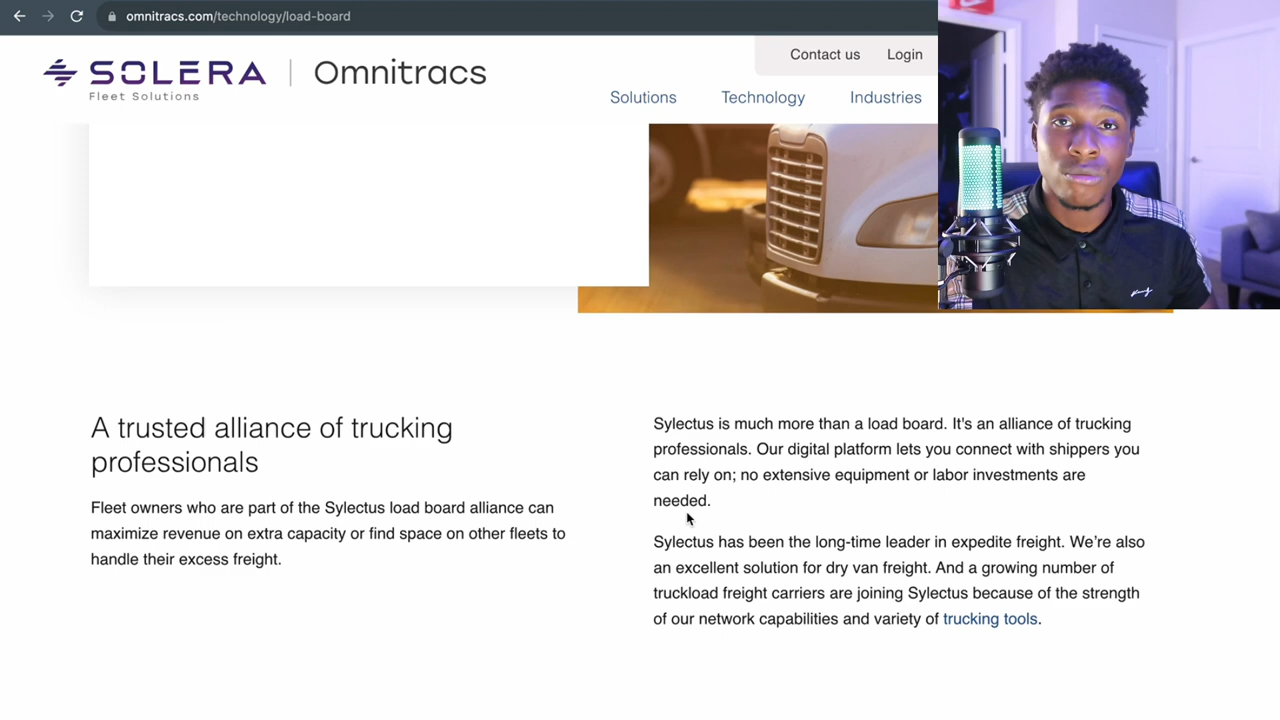 omnitracs.com/technology/load-board
Contact us Login
SOLERA Omnitracs
Fleet Solutions
Solutions Technology Industries
A trusted alliance of trucking
professionals
Fleet owners who are part of the Sylectus load board alliance can
maximize revenue on extra capacity or find space on other fleets to
handle their excess freight.
Sylectus is much more than a load board. It's an alliance of trucking
professionals. Our digital platform lets you connect with shippers you
can rely on; no extensive equipment or labor investments are
needed.
Sylectus has been the long-time leader in expedite freight. We're also
an excellent solution for dry van freight. And a growing number of
truckload freight carriers are joining Sylectus because of the strength
of our network capabilities and variety of trucking tools.